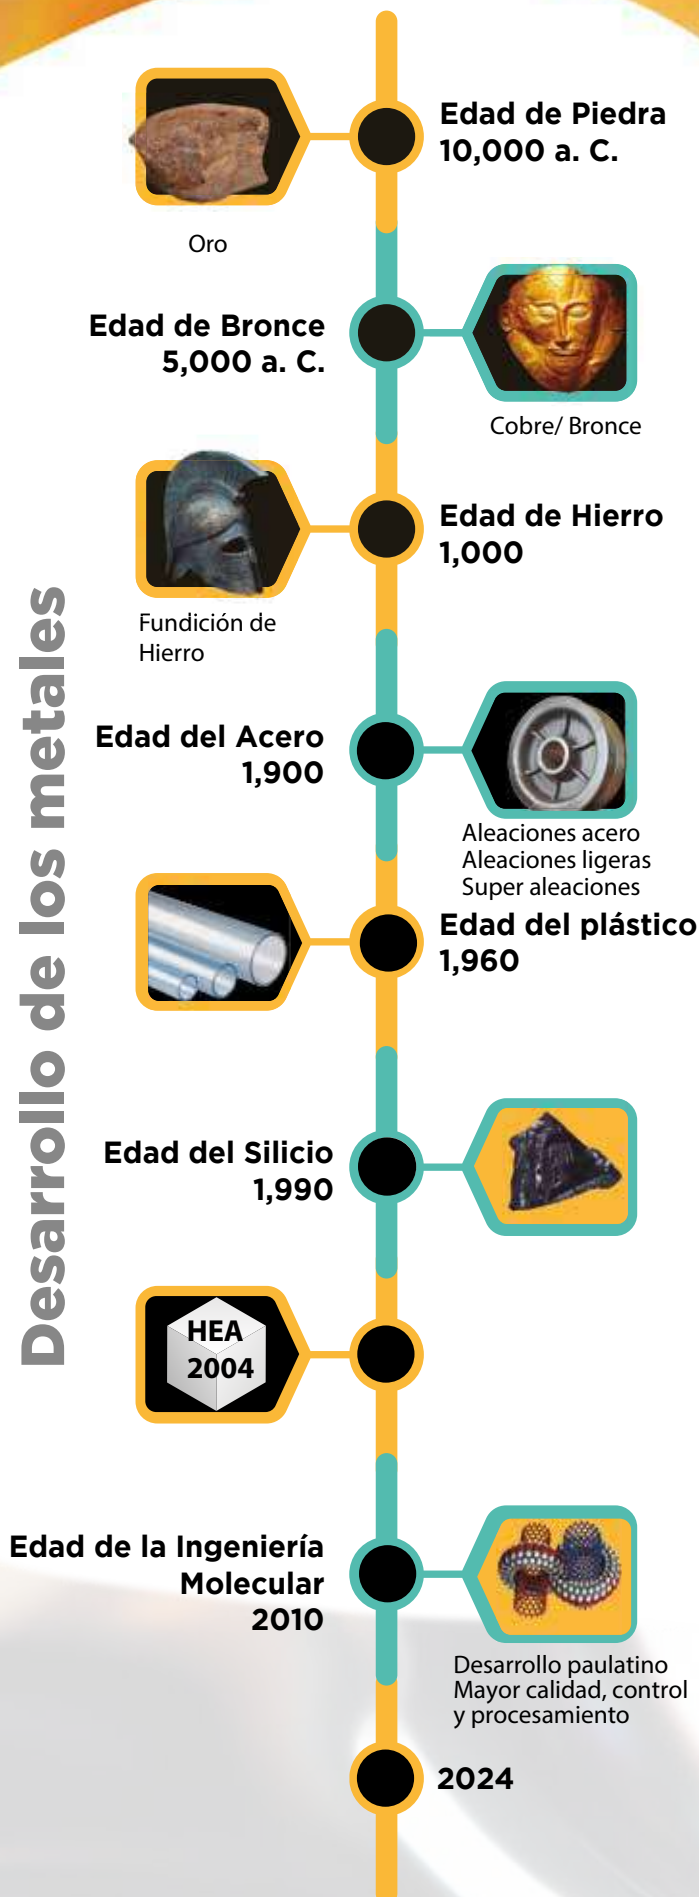 Desarrollo de los metales
Edad de Piedra
10,000 a. C.
Oro
Edad de Bronce
5,000 a. C.
Cobre/ Bronce
Edad de Hierro
1,000
Fundición de
Hierro
Edad del Acero
1,900
Aleaciones acero
Aleaciones ligeras
Super aleaciones
Edad del plástico
1,960
Edad del Silicio
1,990
HEA
2004
Edad de la Ingeniería
Molecular
2010
Desarrollo paulatino
Mayor calidad, control
y procesamiento
2024